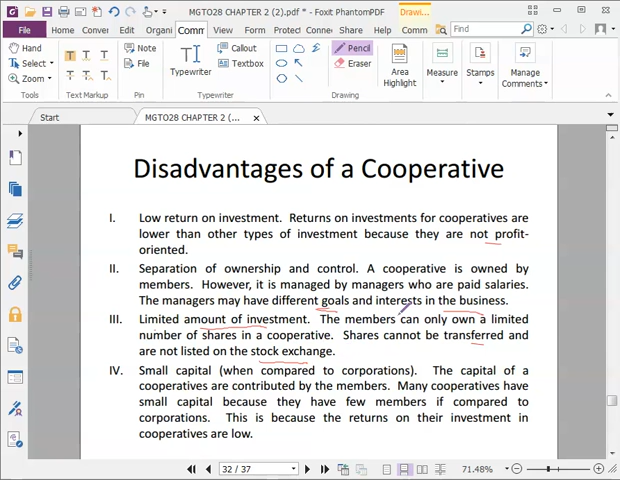 MGTO28 CHAPTER 2 (2).pdf * - Foxit PhantomPDF
Drawi...
File Home Conv Edit Organi Comm View Form Prot Shar Help Comm
Find
Hand
Select
Zoom
Tools
Text Markup
Note
File
Pin
Typewriter
Callout
Textbox
Typewriter
Pencil
Eraser
Drawing
Area
Highlight
Measure
Stamps
Manage
Comments
Start
MGTO28 CHAPTER 2 (...
Disadvantages of a Cooperative
I. Low return on investment. Returns on investments for cooperatives are
lower than other types of investment because they are not profit-
oriented.
II. Separation of ownership and control. A cooperative is owned by
members. However, it is managed by managers who are paid salaries.
The managers may have different goals and interests in the business.
III. Limited amount of investment. The members can only own a limited
number of shares in a cooperative. Shares cannot be transferred and
are not listed on the stock exchange.
IV. Small capital (when compared to corporations). The capital of a
cooperatives are contributed by the members. Many cooperatives have
small capital because they have few members if compared to
corporations. This is because the returns on their investment in
cooperatives are low.
32 / 37
71.48%